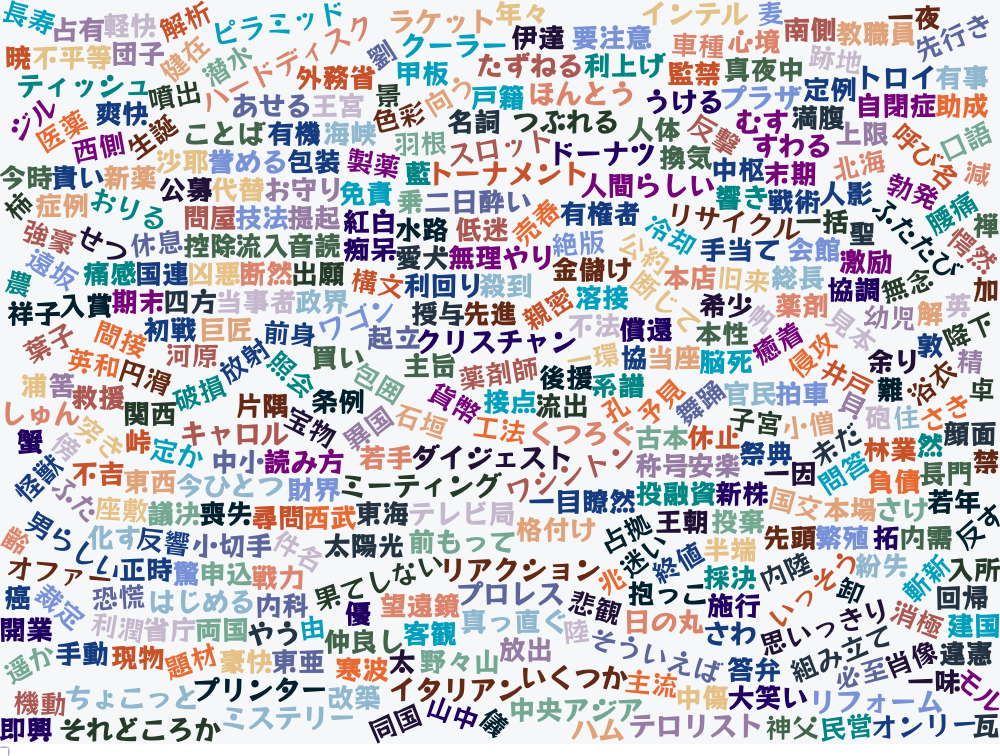 長寿 占有 軽快 解析 ピラミッド ラケット 年々 インテル 麦 南側 教職員 一夜 先行き
暁 不平等 団子 健在 潜水 ハードディスク 劉 クーラー 伊達 要注意 車種 心境 跡地
ティッシュ 噴出 外務省 甲板 たずねる 利上げ 監禁 真夜中 定例 トロイ 有事
ジル 医薬 爽快 あせる 王宮 景 色彩 向う 戸籍 ほんとう うける プラザ 自閉症 助成
西側 生誕 ことば 有機 海峡 羽根 名詞 つぶれる 人体 反撃 むす 満腹 上限 呼び名 口語
沙耶 誉める 包装 製薬 藍 スロット ドーナツ 換気 すわる 中枢 末期 北海 勃発 減
今時 貴い 新薬 公募 代替 お守り 免責 トーナメント 人間らしい 響き 戦術 人影
柿 症例 おりる 問屋 技法 提起 紅白 乗 二日酔い 売春 有権者 冷却 リサイクル 一括 聖 ふたたび 腰痛 禅
強豪 せつ 休息 控除 流入 音読 痴呆 水路 低迷 絶版 公約 手当て 会館 激励 愕然
遠坂 農 痛感 国連 凶悪 断然 出願 横文 愛犬 無理やり 金儲け 断じて 本店 旧来 総長 協調 無念 加
祥子 入賞 期末 四方 当事者 政界 利回り 殺到 授与 先進 親密 溶接 希少 帆 薬剤 見本 幼児 解 英
葉子 間接 初戦 巨匠 前身 ワゴン 起立 クリスチャン 不法 償還 本性 癒着 侵攻 敦 降下
英和 円滑 河原 放射 照会 買い 包囲 主旨 薬剤師 一環 協 当座 脳死 井戸 余り 精
浦 筈 救援 破損 片隅 条例 貨幣 後援 系譜 予見 舞踊 官民 拍車 貝 難 浴衣 卓
しゅん 関西 宝物 異国 石垣 接点 流出 孔 子宮 小僧 砲 住 さき
蟹 傍 突き 峠 定か キャロル 工法 くつろぐ 古本 休止 祭典 未だ 林業 然 顔面
怪獣 不吉 中小 読み方 若手 ダイジェスト ワシントン 称号 安楽 一因 問答 負債 長門 禁
ふた 東西 今ひとつ 財界 ミーティング 一目瞭然 投融資 新株 国交 本場 さけ 若年
座敷 議決 喪失 尋問 西武 東海 テレビ局 格付け 占拠 王朝 投棄 反す
齢 男らしい 化す 反響 小切手 件名 太陽光 前もって 迷い 終値 半端 先頭 繁殖 拓 内需
オファー 正時 驚 申込 戦力 果てしない リアクション 兆 採決 内陸 いっそう 紛失 斬新 入所
癌 裁定 恐慌 はじめる 内科 優 望遠鏡 プロレス 悲観 抱っこ 施行 卸 回帰
開業 利潤 省庁 両国 やう 由 仲良し 客観 真っ直ぐ 陸 日の丸 さわ 思いっきり 消極 建国
遥か 手動 現物 題材 豪快 東亜 寒波 太 野々山 放出 そういえば 答弁 組み立て 必至 肖像 違憲
機動 ちょこっと プリンター 改築 イタリアン いくつか 主流 中傷 大笑い リフォーム 一味 モル
即興 それどころか ミステリー 同国 山中 儀 中央アジア ハム テロリスト 神父 民営 オンリー 瓦